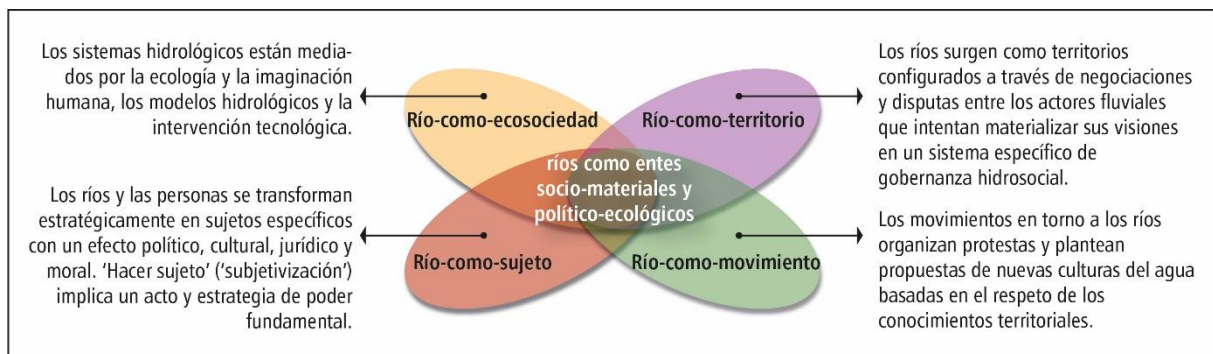 Los sistemas hidrológicos están media-
dos por la ecología y la imaginación
humana, los modelos hidrológicos y la
intervención tecnológica.
Río-como-ecosociedad
Río-como-territorio
Los ríos surgen como territorios
configurados a través de negociaciones
y disputas entre los actores fluviales
que intentan materializar sus visiones
en un sistema específico de
gobernanza hidrosocial.
ríos como entes
socio-materiales y
político-ecológicos
Los ríos y las personas se transforman
estratégicamente en sujetos específicos
con un efecto político, cultural, jurídico y
moral. ‘Hacer sujeto’ (‘subjetivización’)
implica un acto y estrategia de poder
fundamental.
Río-como-sujeto
Río-como-movimiento
Los movimientos en torno a los ríos
organizan protestas y plantean
propuestas de nuevas culturas del agua
basadas en el respeto de los
conocimientos territoriales.